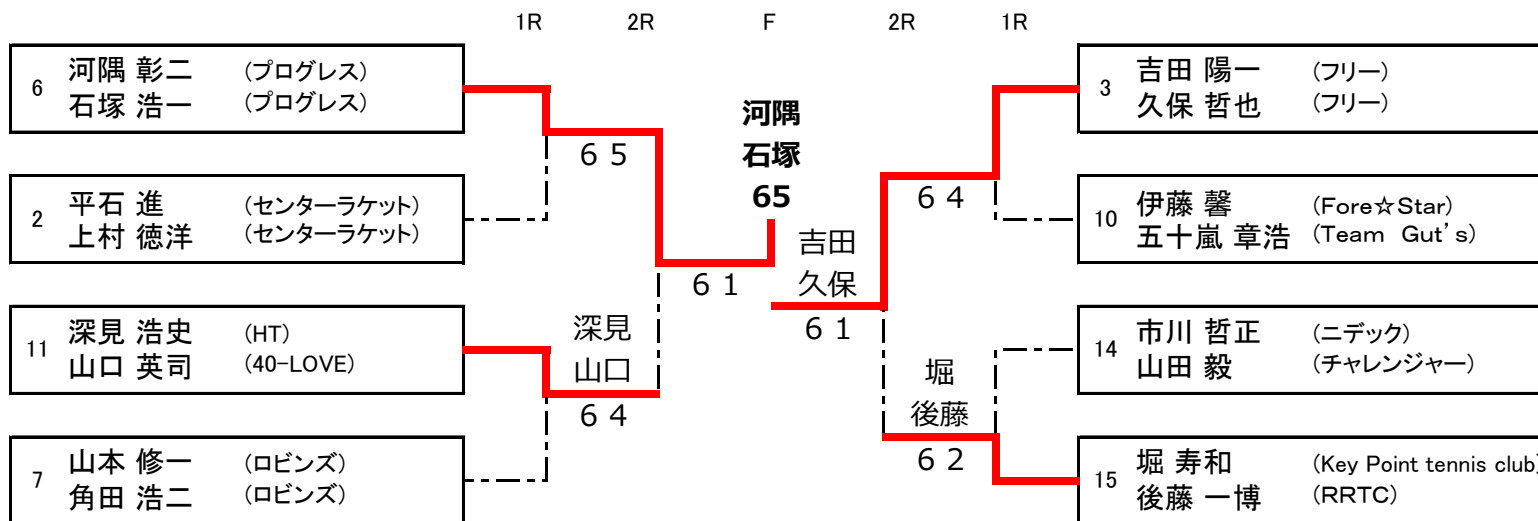 1R 2R F 2R 1R
6 河隅 彰二 (プログレス)
石塚 浩一 (プログレス)
2 平石 進 (センターラケット)
上村 徳洋 (センターラケット)
11 深見 浩史 (HT)
山口 英司 (40-LOVE)
7 山本 修一 (ロビンズ)
角田 浩二 (ロビンズ)
6 5
深見
山口
6 4
6 1
河隅
石塚
65
吉田
久保
6 1
6 4
堀
後藤
6 2
3 吉田 陽一 (フリー)
久保 哲也 (フリー)
10 伊藤 馨 (Fore☆Star)
五十嵐 章浩 (Team Gut's)
14 市川 哲正 (ニデック)
山田 毅 (チャレンジャー)
15 堀 寿和 (Key Point tennis club)
後藤 一博 (RRTC)